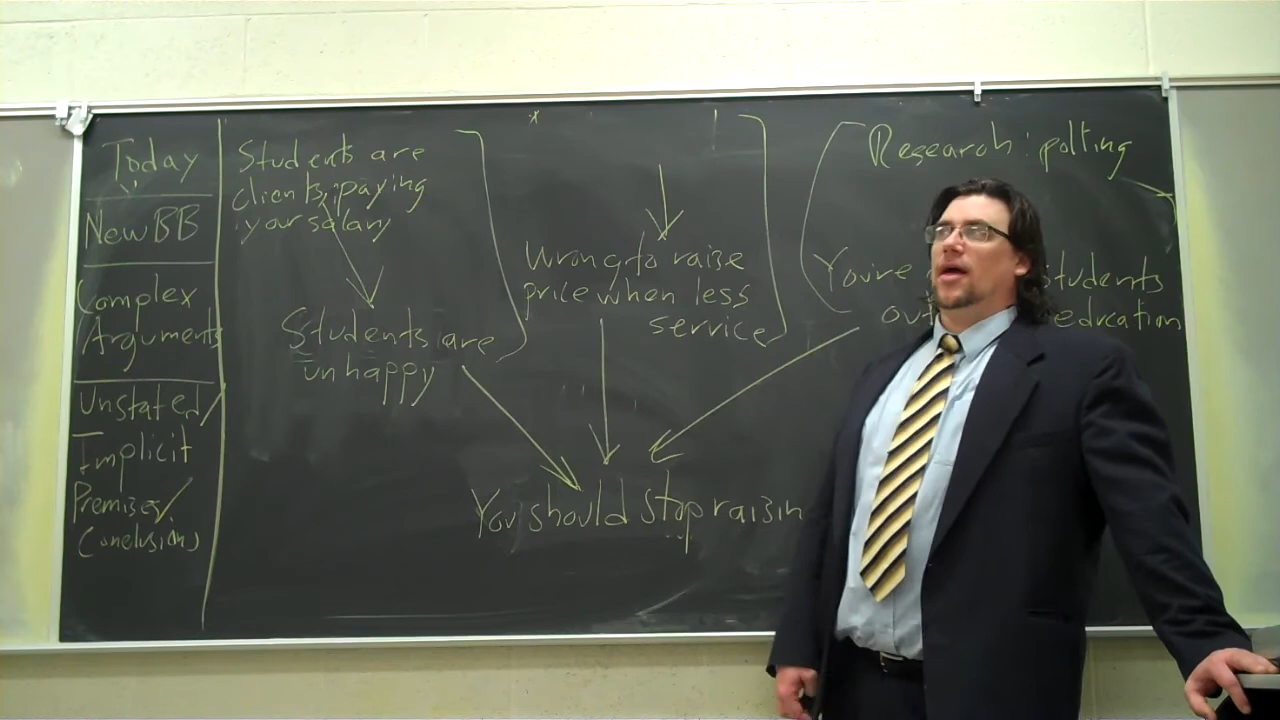 Today
New BB
Complex
Arguments
Unstated/
Implicit
Premises/
Conclusions
Students are
clients, paying
your salary
Students are
unhappy
Wrong to raise
price when less
service
Research: polling
You're students
out education
You should stop raisin